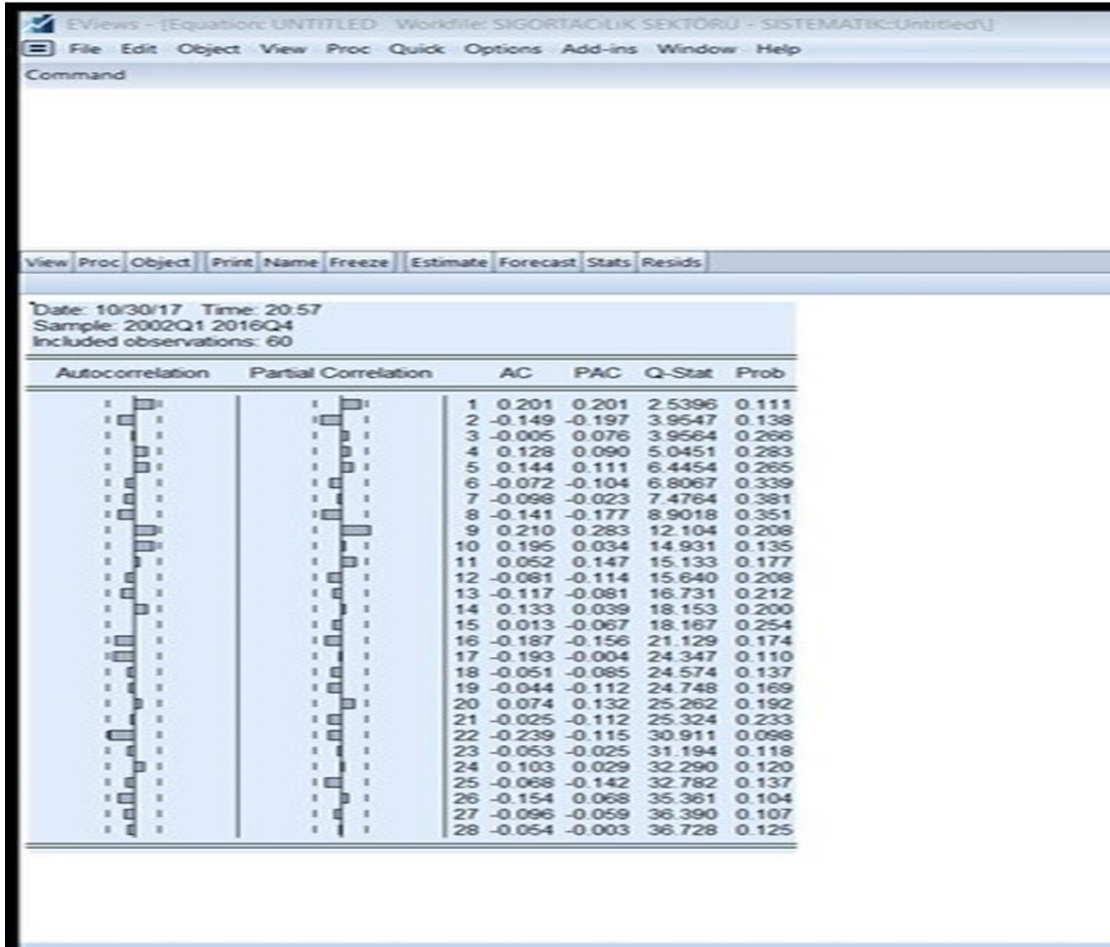 EViews - [Equation: UNTITLED Workfile: SIGORTACıLıK SEKTÖRÜ - SISTEMATIK::Untitled\]
File Edit Object View Proc Quick Options Add-ins Window Help
Command
View Proc Object Print Name Freeze Estimate Forecast Stats Resids
Date: 10/30/17 Time: 20:57
Sample: 2002Q1 2016Q4
Included observations: 60
Autocorrelation Partial Correlation AC PAC Q-Stat Prob
1 0.201 0.201 2.5396 0.111
2 -0.149 -0.197 3.9547 0.138
3 -0.005 0.076 3.9564 0.266
4 0.128 0.090 5.0451 0.283
5 0.144 0.111 6.4454 0.265
6 -0.072 -0.104 6.8067 0.339
7 -0.098 -0.023 7.4764 0.381
8 -0.141 -0.177 8.9018 0.351
9 0.210 0.283 12.104 0.208
10 0.195 0.034 14.931 0.135
11 0.052 0.147 15.133 0.177
12 -0.081 -0.114 15.640 0.208
13 -0.117 -0.081 16.731 0.212
14 0.133 0.039 18.153 0.200
15 0.013 -0.067 18.167 0.254
16 -0.187 -0.156 21.129 0.174
17 -0.193 -0.004 24.347 0.110
18 -0.051 -0.085 24.574 0.137
19 -0.044 -0.112 24.748 0.169
20 0.074 0.132 25.262 0.192
21 -0.025 -0.112 25.324 0.233
22 -0.239 -0.115 30.911 0.098
23 -0.053 -0.025 31.194 0.118
24 0.103 0.029 32.290 0.120
25 -0.068 -0.142 32.782 0.137
26 -0.154 0.068 35.361 0.104
27 -0.096 -0.059 36.390 0.107
28 -0.054 -0.003 36.728 0.125